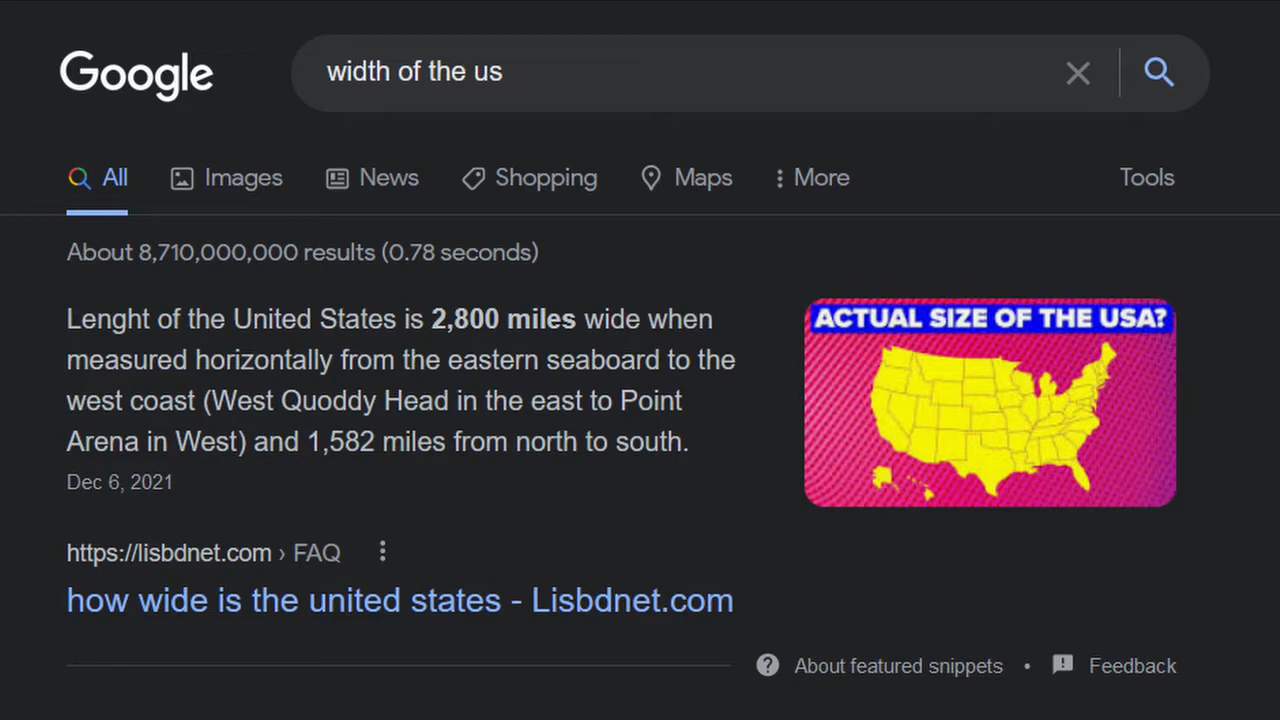 Google
width of the us
All Images News Shopping Maps More Tools
About 8,710,000,000 results (0.78 seconds)
Lenght of the United States is 2,800 miles wide when
measured horizontally from the eastern seaboard to the
west coast (West Quoddy Head in the east to Point
Arena in West) and 1,582 miles from north to south.
Dec 6, 2021
ACTUAL SIZE OF THE USA?
https://lisbdnet.com › FAQ
how wide is the united states - Lisbdnet.com
About featured snippets • Feedback